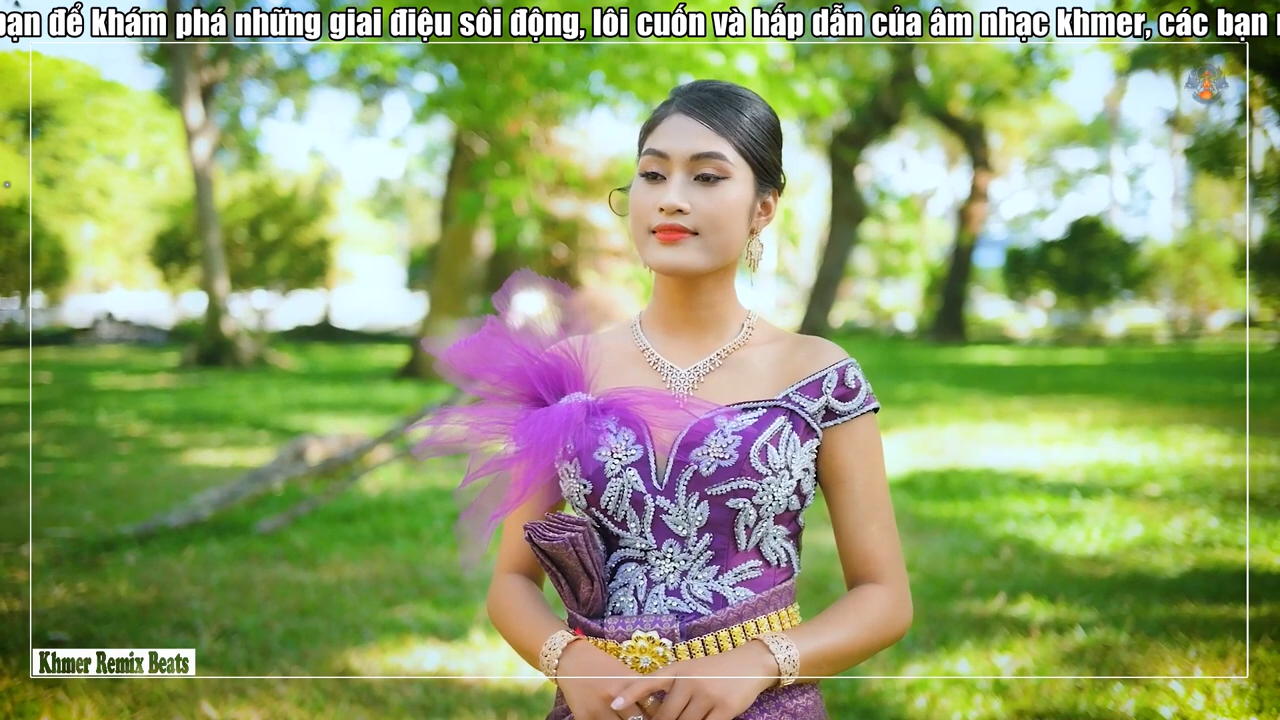 bạn để khám phá những giai điệu sôi động, lôi cuốn và hấp dẫn của âm nhạc khmer, các bạn
Khmer Remix Beats